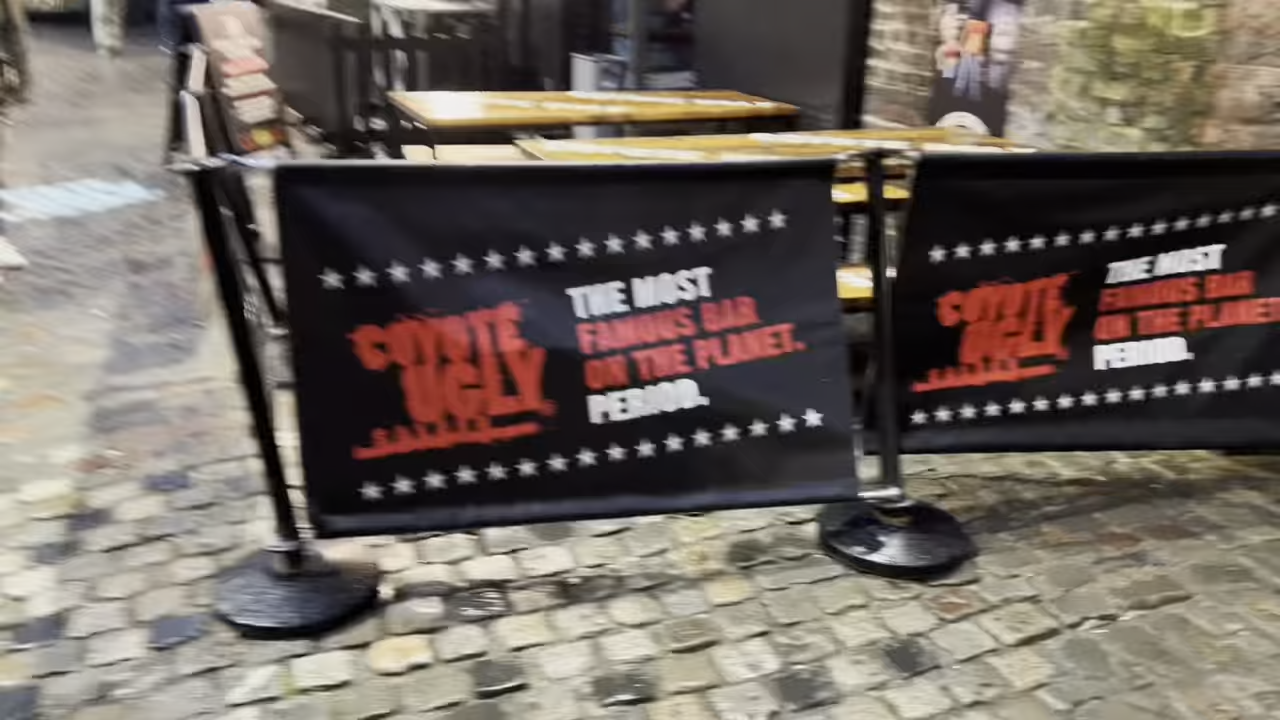 COYOTE
UGLY
SALOON
THE MOST
FAMOUS BAR
ON THE PLANET.
PERIOD.
COYOTE
UGLY
THE MOST
FAMOUS BAR
ON THE PLANET
PERIOD.